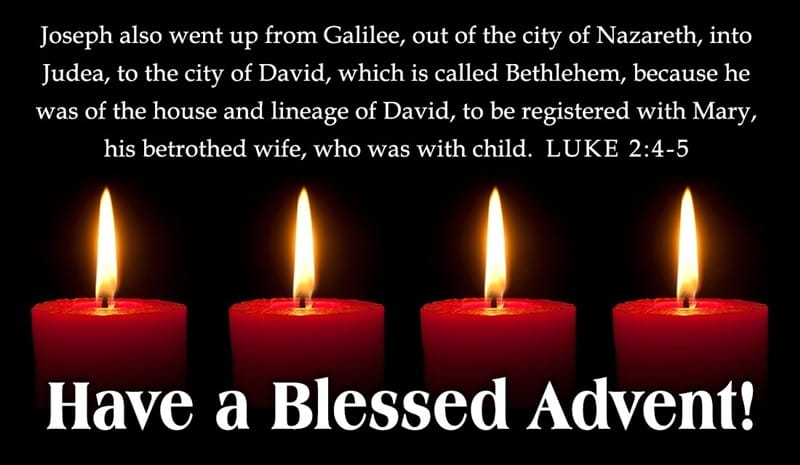 Joseph also went up from Galilee, out of the city of Nazareth, into
Judea, to the city of David, which is called Bethlehem, because he
was of the house and lineage of David, to be registered with Mary,
his betrothed wife, who was with child. LUKE 2:4-5
Have a Blessed Advent!